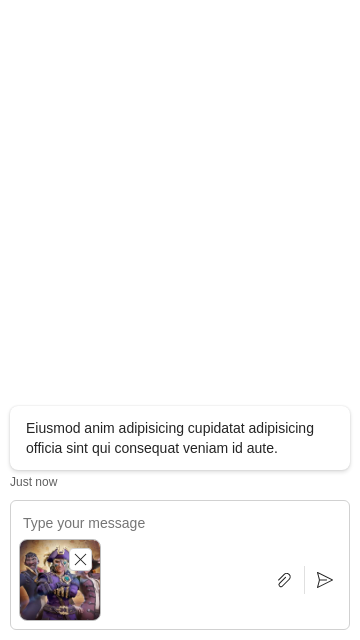 Eiusmod anim adipisicing cupidatat adipisicing
officia sint qui consequat veniam id aute.
Just now
Type your message